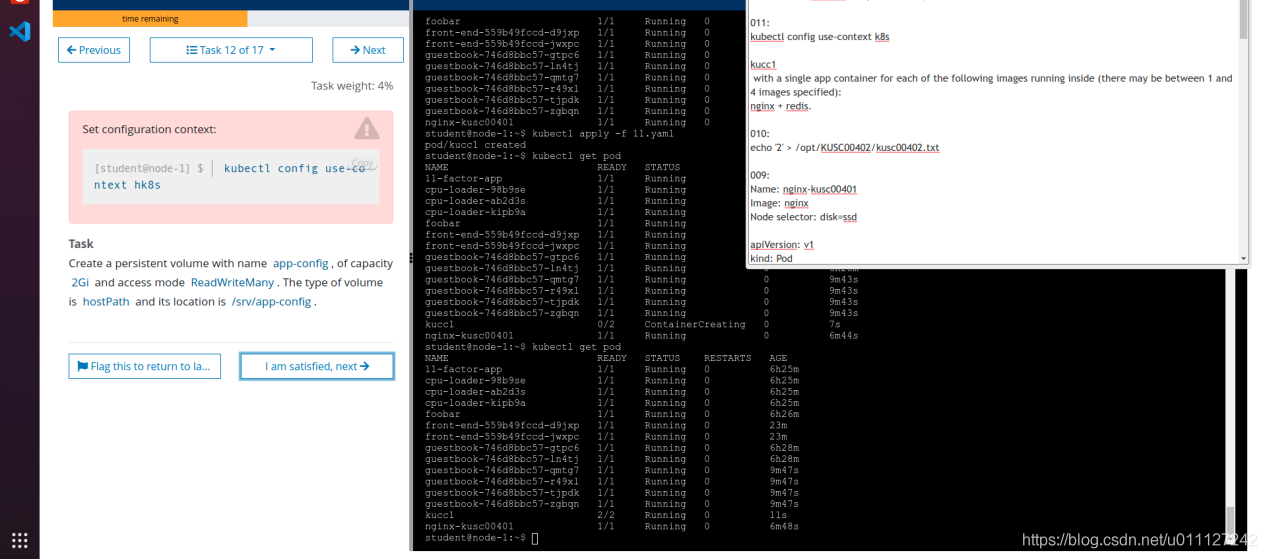 time remaining
Previous
Task 12 of 17
Next
Task weight: 4%
Set configuration context:
Copy
[student@node-1] $ | kubectl config use-co
ntext hk8s
Task
Create a persistent volume with name app-config , of capacity
2Gi and access mode ReadWriteMany . The type of volume
is hostPath and its location is /srv/app-config .
Flag this to return to la...
I am satisfied, next
foobar 1/1 Running 0
front-end-559b49fccd-d9jxp 1/1 Running 0
front-end-559b49fccd-jwxpc 1/1 Running 0
guestbook-746d8bbc57-gtpc6 1/1 Running 0
guestbook-746d8bbc57-ln4tj 1/1 Running 0
guestbook-746d8bbc57-qmtg7 1/1 Running 0
guestbook-746d8bbc57-r49xl 1/1 Running 0
guestbook-746d8bbc57-tjpdk 1/1 Running 0
guestbook-746d8bbc57-zgbqn 1/1 Running 0
nginx-kusc00401 1/1 Running 0
student@node-1:~$ kubectl apply -f 11.yaml
pod/kucc1 created
student@node-1:~$ kubectl get pod
NAME READY STATUS
11-factor-app 1/1 Running
cpu-loader-98b9se 1/1 Running
cpu-loader-ab2d3s 1/1 Running
cpu-loader-kipb9a 1/1 Running
foobar 1/1 Running
front-end-559b49fccd-d9jxp 1/1 Running
front-end-559b49fccd-jwxpc 1/1 Running
guestbook-746d8bbc57-gtpc6 1/1 Running
guestbook-746d8bbc57-ln4tj 1/1 Running
guestbook-746d8bbc57-qmtg7 1/1 Running 0 9m43s
guestbook-746d8bbc57-r49xl 1/1 Running 0 9m43s
guestbook-746d8bbc57-tjpdk 1/1 Running 0 9m43s
guestbook-746d8bbc57-zgbqn 1/1 Running 0 9m43s
kucc1 0/2 ContainerCreating 0 7s
nginx-kusc00401 1/1 Running 0 6m44s
student@node-1:~$ kubectl get pod
NAME READY STATUS RESTARTS AGE
11-factor-app 1/1 Running 0 6h25m
cpu-loader-98b9se 1/1 Running 0 6h25m
cpu-loader-ab2d3s 1/1 Running 0 6h25m
cpu-loader-kipb9a 1/1 Running 0 6h25m
foobar 1/1 Running 0 6h26m
front-end-559b49fccd-d9jxp 1/1 Running 0 23m
front-end-559b49fccd-jwxpc 1/1 Running 0 23m
guestbook-746d8bbc57-gtpc6 1/1 Running 0 6h28m
guestbook-746d8bbc57-ln4tj 1/1 Running 0 6h28m
guestbook-746d8bbc57-qmtg7 1/1 Running 0 9m47s
guestbook-746d8bbc57-r49xl 1/1 Running 0 9m47s
guestbook-746d8bbc57-tjpdk 1/1 Running 0 9m47s
guestbook-746d8bbc57-zgbqn 1/1 Running 0 9m47s
kucc1 2/2 Running 0 11s
nginx-kusc00401 1/1 Running 0 6m48s
student@node-1:~$
011:
kubectl config use-context k8s
kucc1
with a single app container for each of the following images running inside (there may be between 1 and
4 images specified):
nginx + redis.
010:
echo '2' > /opt/KUSC00402/kusc00402.txt
009:
Name: nginx-kusc00401
Image: nginx
Node selector: disk=ssd
apiVersion: v1
kind: Pod
https://blog.csdn.net/u011127242